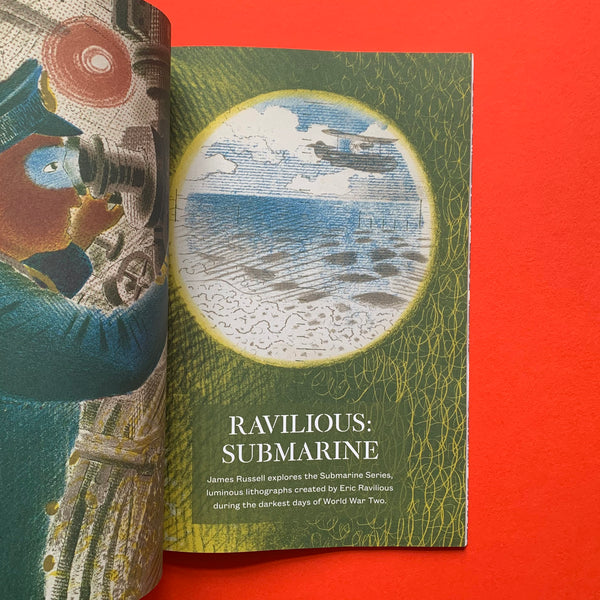 RAVILIOUS:
SUBMARINE
James Russell explores the Submarine Series,
luminous lithographs created by Eric Ravilious
during the darkest days of World War Two.